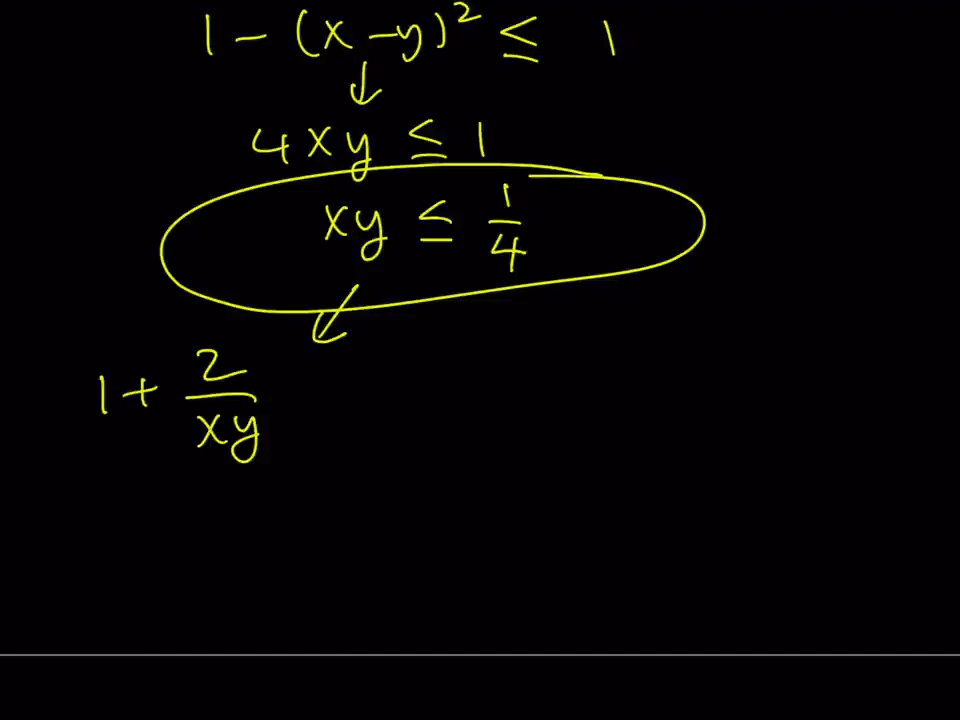 1 - (x - y)² ≤ 1
↓
4xy ≤ 1
xy ≤ 1/4
↙
1 + 2/xy